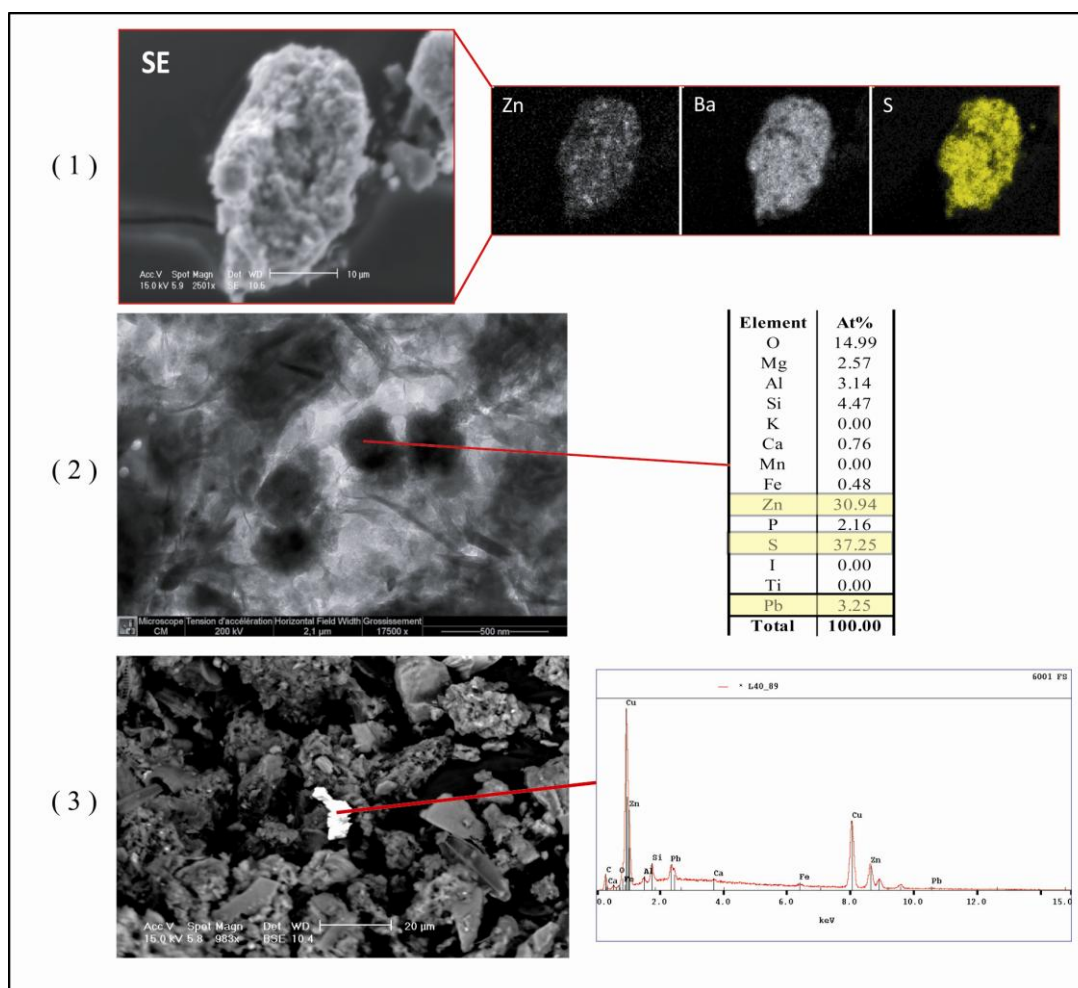 ( 1 )
SE
Acc.V Spot Magn Det WD 10 µm
15.0 kV 5.9 2501x SE 10.5
Zn
Ba
S
( 2 )
Microscope Tension d'accélération Horizontal Field Width Grossissement
CM 200 kV 2,1 µm 17500 x 500 nm
Element At%
O 14.99
Mg 2.57
Al 3.14
Si 4.47
K 0.00
Ca 0.76
Mn 0.00
Fe 0.48
Zn 30.94
P 2.16
S 37.25
I 0.00
Ti 0.00
Pb 3.25
Total 100.00
( 3 )
Acc.V Spot Magn Det WD 20 µm
15.0 kV 5.8 983x BSE 10.4
6001 FS
* L40_89
Cu
Zn
C
Ca
O
Al
Si
Pb
Ca
Fe
Cu
Zn
Pb
0.0 2.0 4.0 6.0 8.0 10.0 12.0 15.0
keV